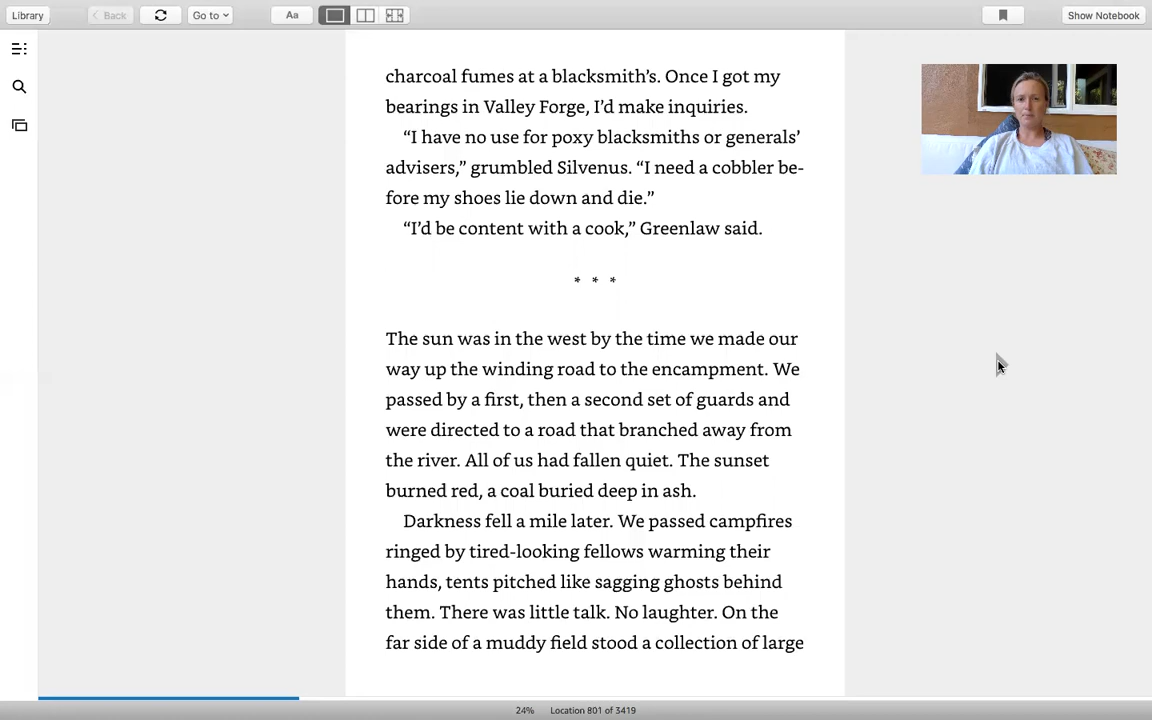 Library
Back
Go to
Aa
Show Notebook
charcoal fumes at a blacksmith’s. Once I got my
bearings in Valley Forge, I’d make inquiries.
“I have no use for poxy blacksmiths or generals’
advisers,” grumbled Silvenus. “I need a cobbler be-
fore my shoes lie down and die.”
“I’d be content with a cook,” Greenlaw said.
* * *
The sun was in the west by the time we made our
way up the winding road to the encampment. We
passed by a first, then a second set of guards and
were directed to a road that branched away from
the river. All of us had fallen quiet. The sunset
burned red, a coal buried deep in ash.
Darkness fell a mile later. We passed campfires
ringed by tired-looking fellows warming their
hands, tents pitched like sagging ghosts behind
them. There was little talk. No laughter. On the
far side of a muddy field stood a collection of large
24% Location 801 of 3419